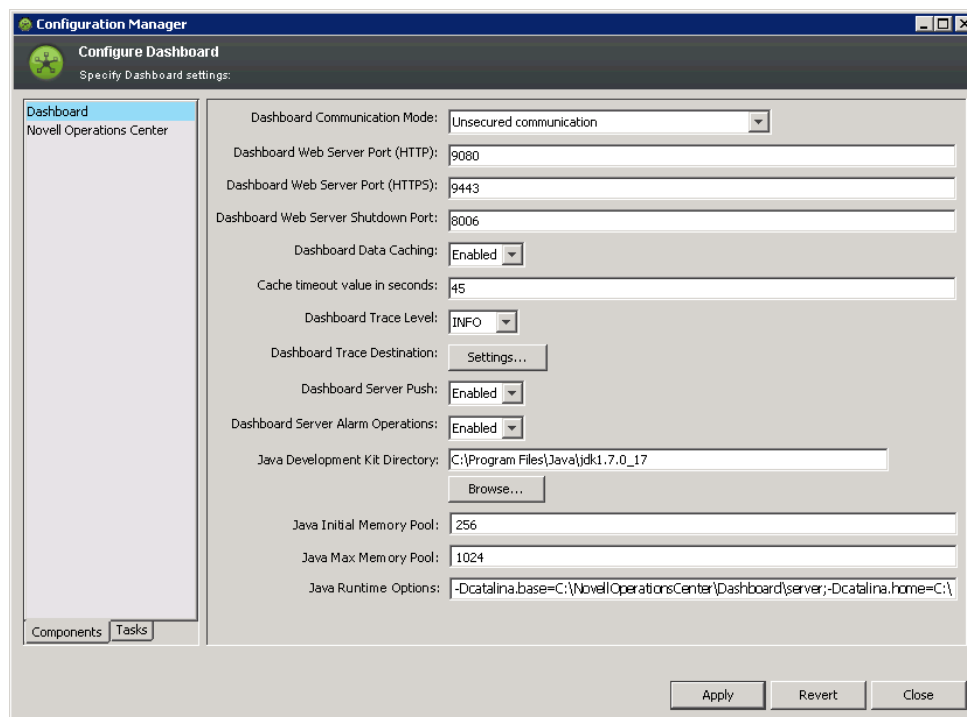 Configuration Manager
Configure Dashboard
Specify Dashboard settings:
Dashboard
Novell Operations Center
Dashboard Communication Mode: Unsecured communication
Dashboard Web Server Port (HTTP): 9080
Dashboard Web Server Port (HTTPS): 9443
Dashboard Web Server Shutdown Port: 8006
Dashboard Data Caching: Enabled
Cache timeout value in seconds: 45
Dashboard Trace Level: INFO
Dashboard Trace Destination: Settings...
Dashboard Server Push: Enabled
Dashboard Server Alarm Operations: Enabled
Java Development Kit Directory: C:\Program Files\Java\jdk1.7.0_17
Browse...
Java Initial Memory Pool: 256
Java Max Memory Pool: 1024
Java Runtime Options: -Dcatalina.base=C:\NovellOperationsCenter\Dashboard\server;-Dcatalina.home=C:\
Components Tasks
Apply Revert Close